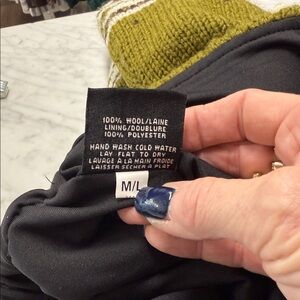 100% WOOL/LAINE
LINING/DOUBLURE
100% POLYESTER
HAND WASH COLD WATER
LAY FLAT TO DRY
LAVAGE A LA MAIN FROIDE
LAISSER SÉCHER A PLAT
M/L